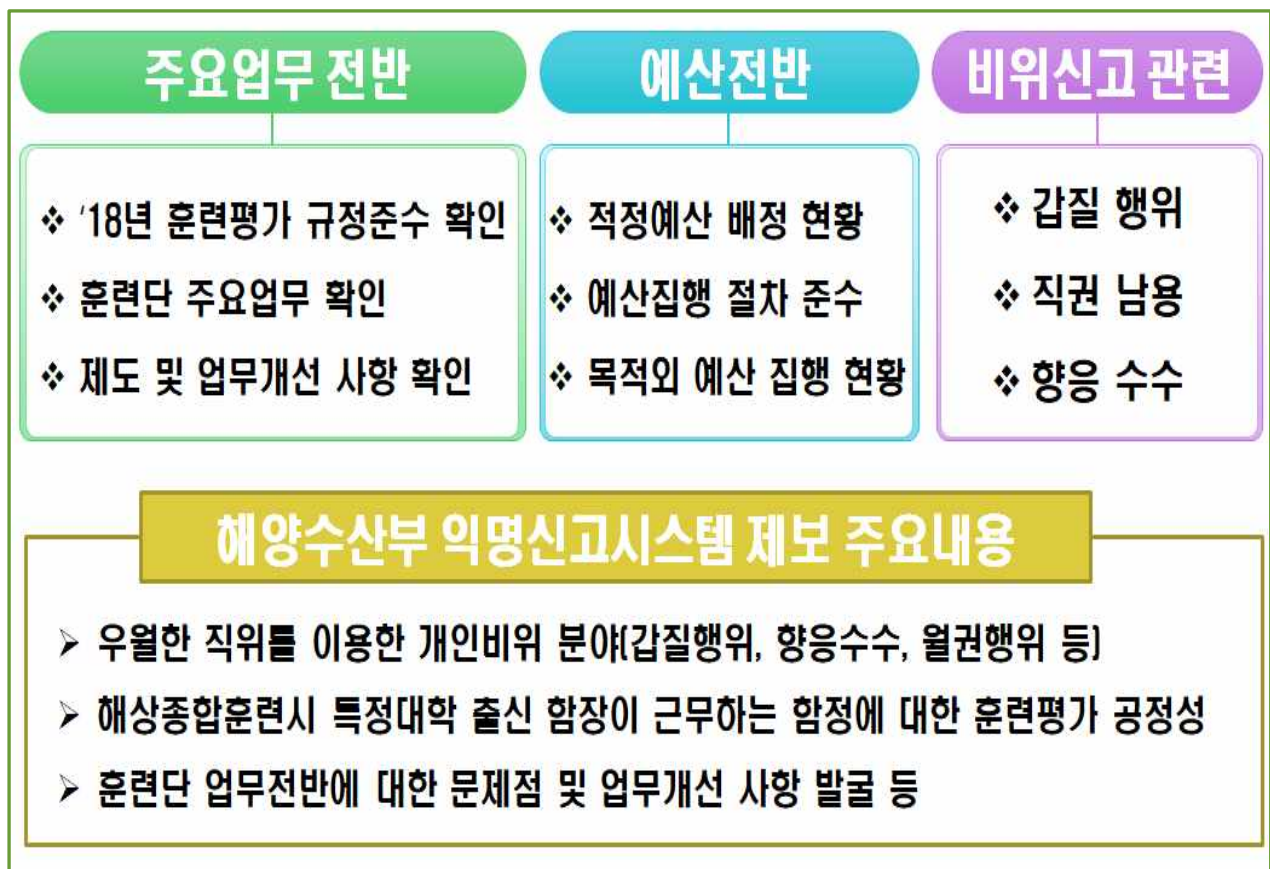 주요업무 전반
❖ '18년 훈련평가 규정준수 확인
❖ 훈련단 주요업무 확인
❖ 제도 및 업무개선 사항 확인
예산전반
❖ 적정예산 배정 현황
❖ 예산집행 절차 준수
❖ 목적외 예산 집행 현황
비위신고 관련
❖ 갑질 행위
❖ 직권 남용
❖ 향응 수수
해양수산부 익명신고시스템 제보 주요내용
➢ 우월한 직위를 이용한 개인비위 분야(갑질행위, 향응수수, 월권행위 등)
➢ 해상종합훈련시 특정대학 출신 함장이 근무하는 함정에 대한 훈련평가 공정성
➢ 훈련단 업무전반에 대한 문제점 및 업무개선 사항 발굴 등